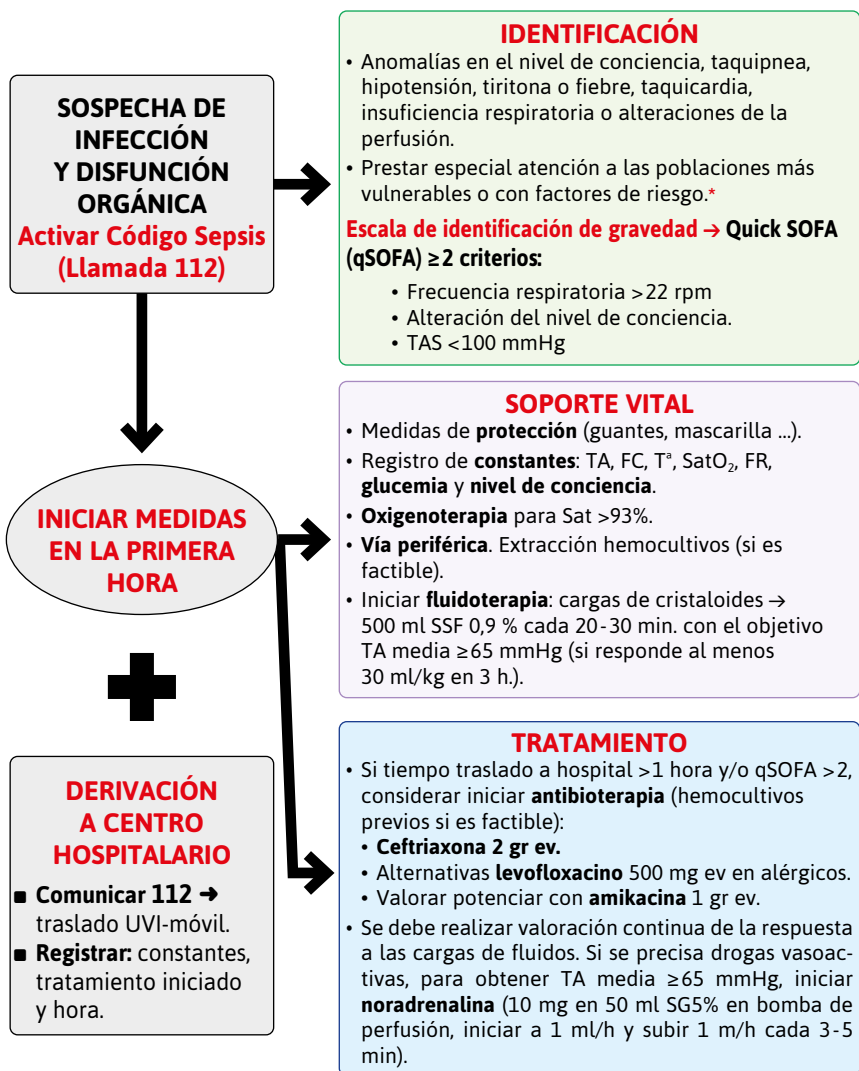 SOSPECHA DE
INFECCIÓN
Y DISFUNCIÓN
ORGÁNICA
Activar Código Sepsis
(Llamada 112)
IDENTIFICACIÓN
• Anomalías en el nivel de conciencia, taquipnea,
hipotensión, tiritona o fiebre, taquicardia,
insuficiencia respiratoria o alteraciones de la
perfusión.
• Prestar especial atención a las poblaciones más
vulnerables o con factores de riesgo.*
Escala de identificación de gravedad → Quick SOFA
(qSOFA) ≥2 criterios:
• Frecuencia respiratoria >22 rpm
• Alteración del nivel de conciencia.
• TAS <100 mmHg
INICIAR MEDIDAS
EN LA PRIMERA
HORA
SOPORTE VITAL
• Medidas de protección (guantes, mascarilla ...).
• Registro de constantes: TA, FC, Tª, SatO₂, FR,
glucemia y nivel de conciencia.
• Oxigenoterapia para Sat >93%.
• Vía periférica. Extracción hemocultivos (si es
factible).
• Iniciar fluidoterapia: cargas de cristaloides →
500 ml SSF 0,9 % cada 20-30 min. con el objetivo
TA media ≥65 mmHg (si responde al menos
30 ml/kg en 3 h.).
DERIVACIÓN
A CENTRO
HOSPITALARIO
■ Comunicar 112 ➜
traslado UVI-móvil.
■ Registrar: constantes,
tratamiento iniciado
y hora.
TRATAMIENTO
• Si tiempo traslado a hospital >1 hora y/o qSOFA >2,
considerar iniciar antibioterapia (hemocultivos
previos si es factible):
• Ceftriaxona 2 gr ev.
• Alternativas levofloxacino 500 mg ev en alérgicos.
• Valorar potenciar con amikacina 1 gr ev.
• Se debe realizar valoración continua de la respuesta
a las cargas de fluidos. Si se precisa drogas vasoac-
tivas, para obtener TA media ≥65 mmHg, iniciar
noradrenalina (10 mg en 50 ml SG5% en bomba de
perfusión, iniciar a 1 ml/h y subir 1 m/h cada 3-5
min).